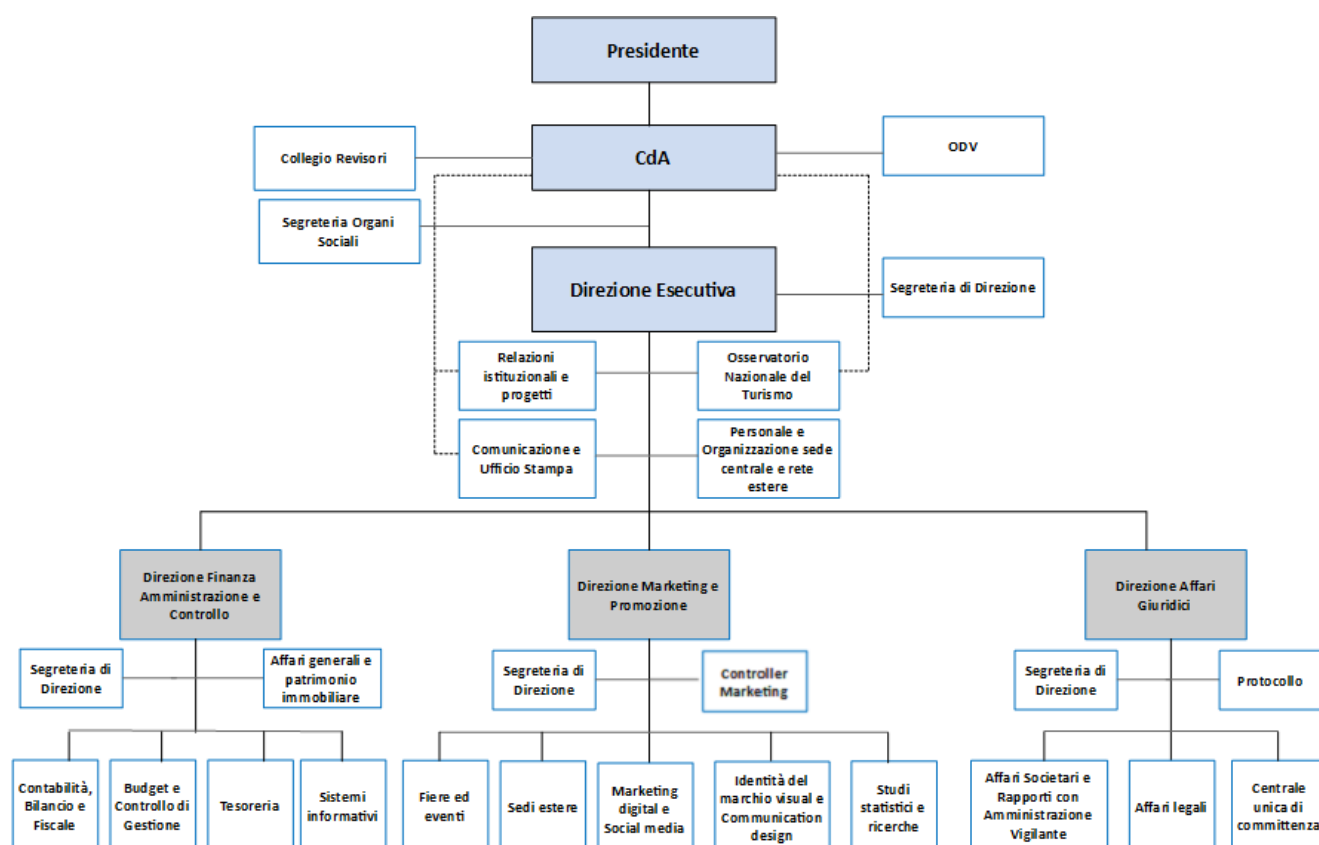 Presidente
Collegio Revisori
CdA
ODV
Segreteria Organi
Sociali
Direzione Esecutiva
Segreteria di Direzione
Relazioni
istituzionali e
progetti
Osservatorio
Nazionale del
Turismo
Comunicazione e
Ufficio Stampa
Personale e
Organizzazione sede
centrale e rete
estere
Direzione Finanza
Amministrazione e
Controllo
Direzione Marketing e
Promozione
Direzione Affari
Giuridici
Segreteria di
Direzione
Affari generali e
patrimonio
immobiliare
Segreteria di
Direzione
Controller
Marketing
Segreteria di
Direzione
Protocollo
Contabilità,
Bilancio e
Fiscale
Budget e
Controllo di
Gestione
Tesoreria
Sistemi
informativi
Fiere ed
eventi
Sedi estere
Marketing
digital e
Social media
Identità del
marchio visual e
Communication
design
Studi
statistici e
ricerche
Affari Societari e
Rapporti con
Amministrazione
Vigilante
Affari legali
Centrale
unica di
committenza